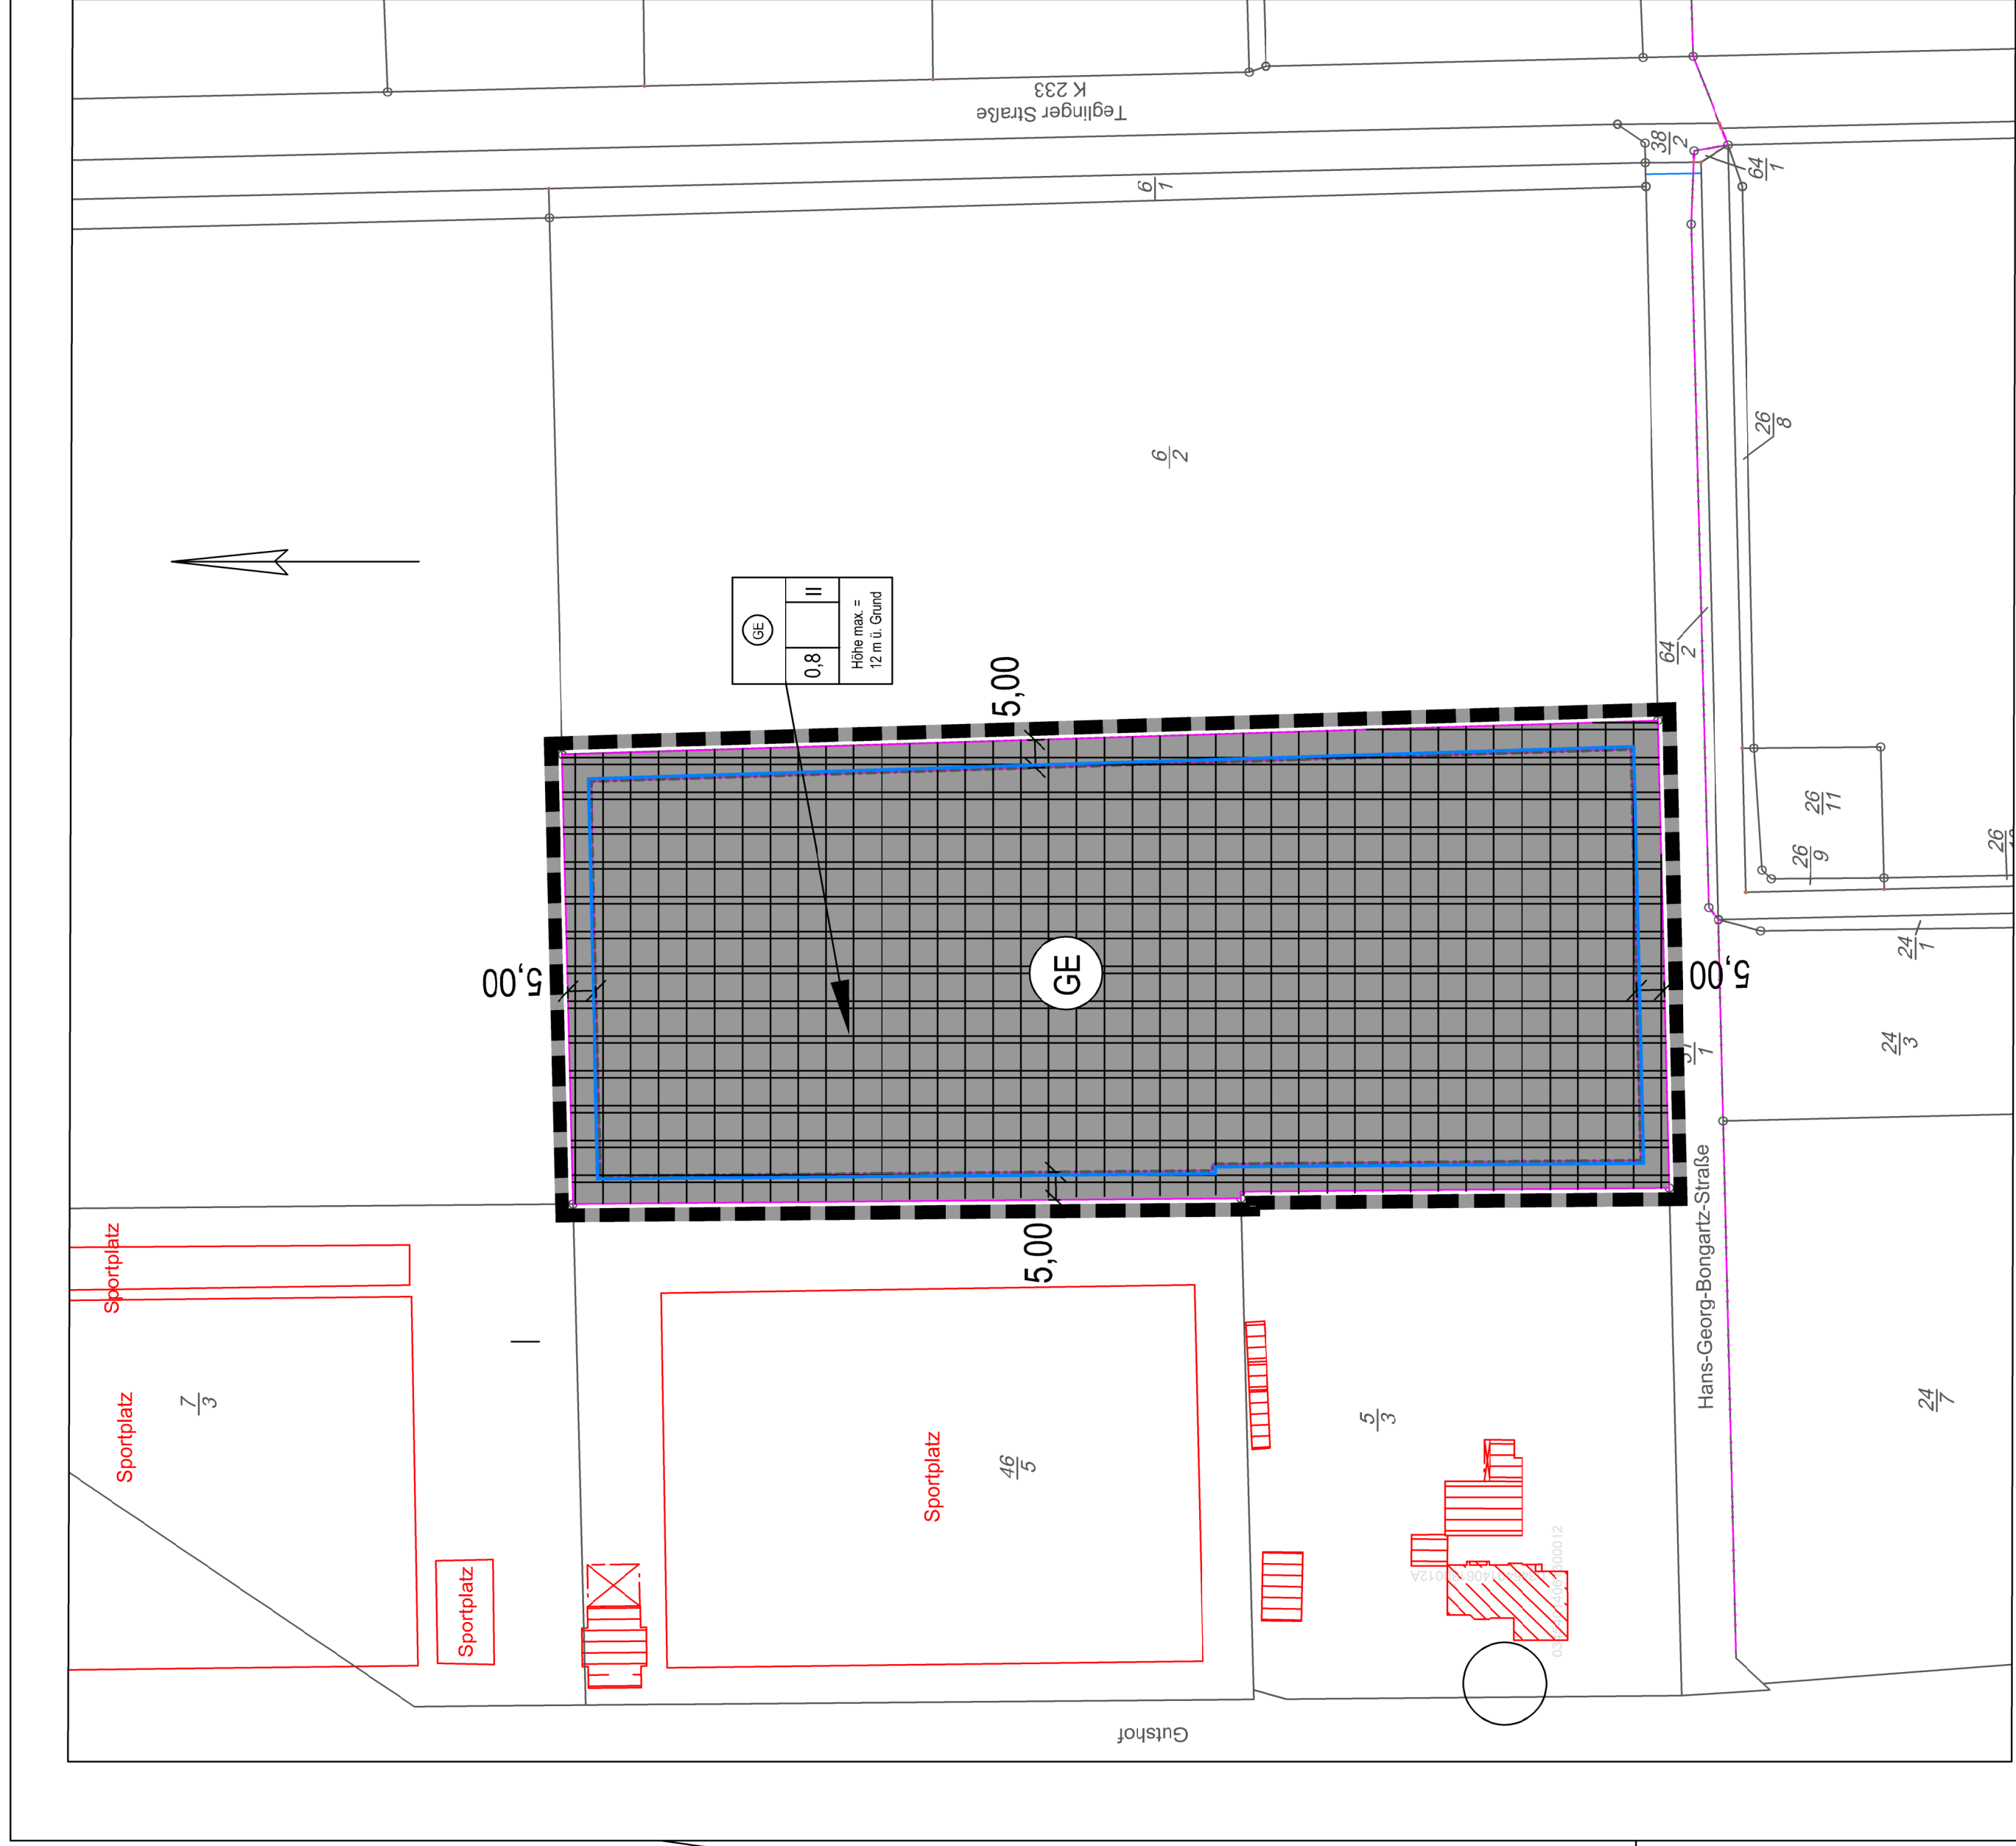 Teglinger Straße
K 233
38
2
64
1
6
1
6
2
26
8
GE
0,8
II
Höhe max. =
12 m ü. Grund
5,00
64
2
26
11
26
9
26
24
1
5,00
GE
5,00
1
24
3
5,00
Hans-Georg-Bongartz-Straße
Sportplatz
Sportplatz
7
3
Sportplatz
46
5
Sportplatz
5
3
24
7
Gutshof